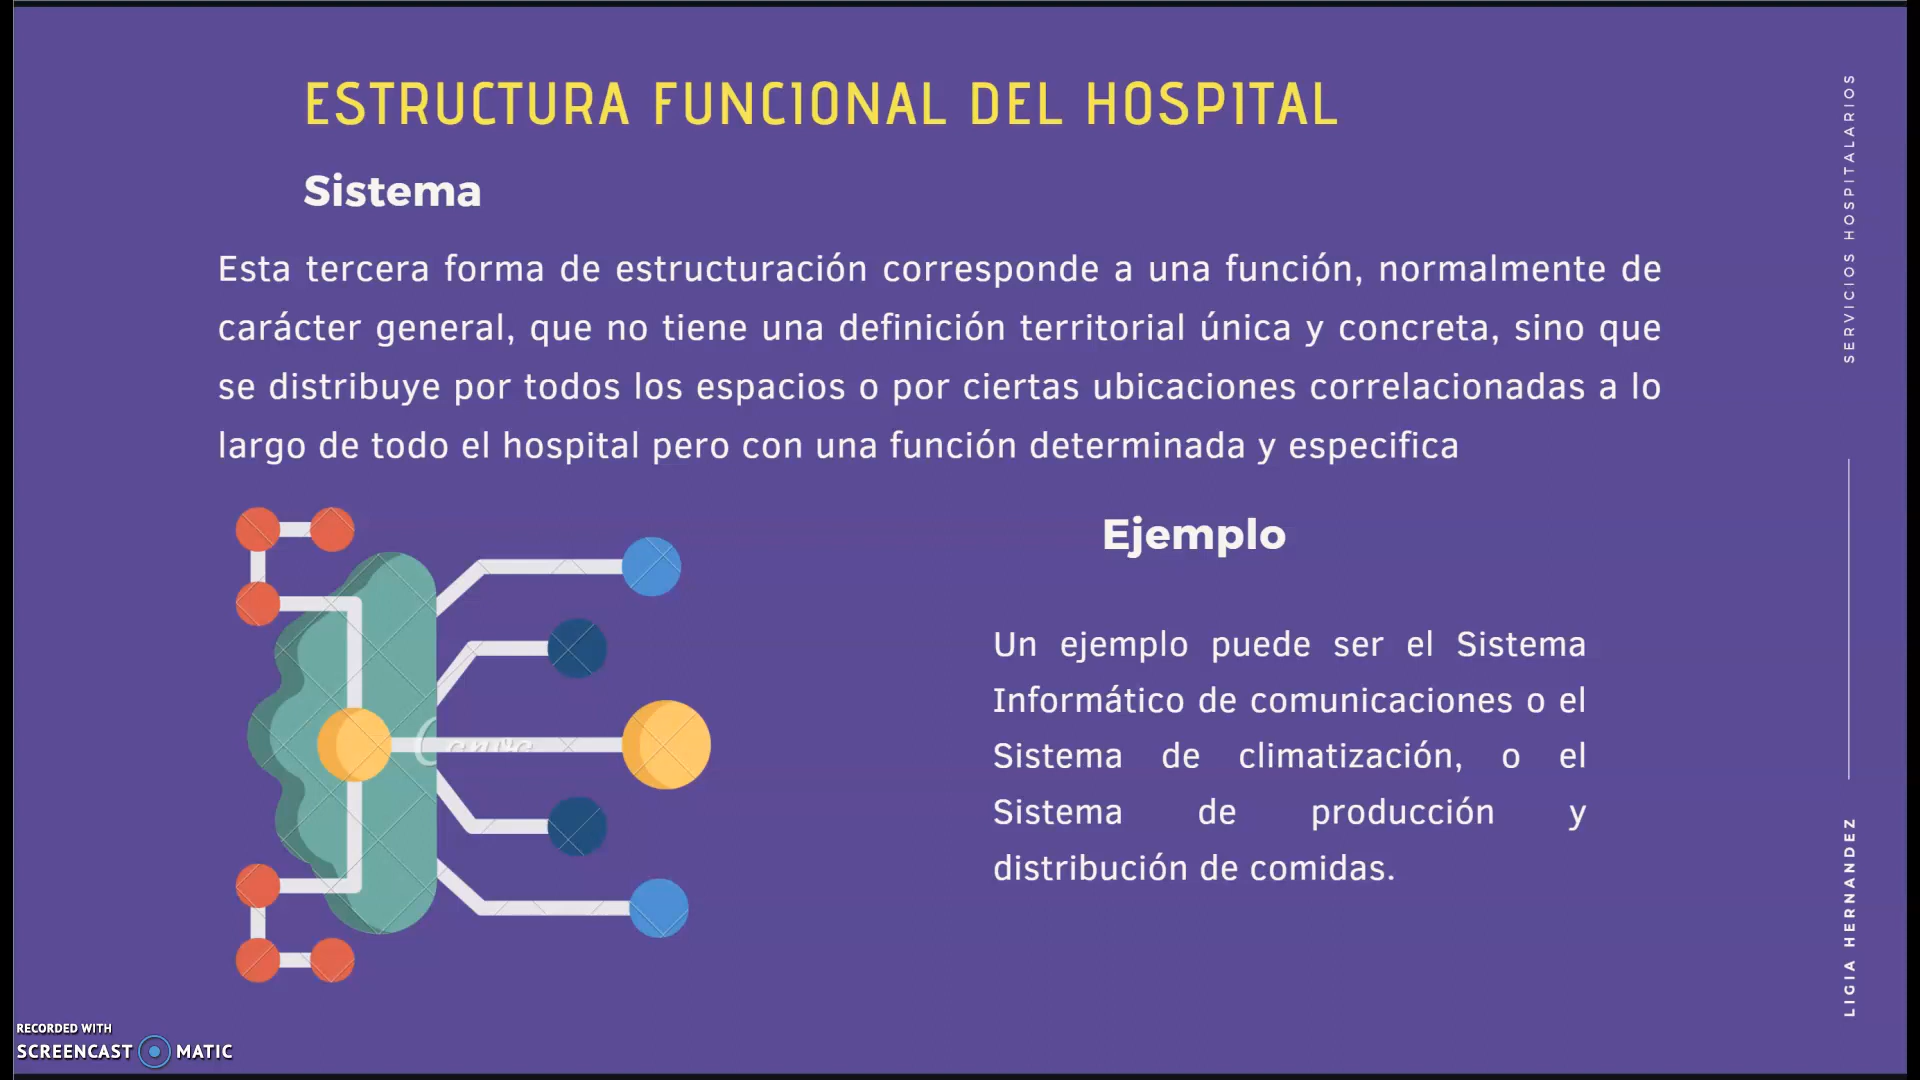 ESTRUCTURA FUNCIONAL DEL HOSPITAL
Sistema
Esta tercera forma de estructuración corresponde a una función, normalmente de
carácter general, que no tiene una definición territorial única y concreta, sino que
se distribuye por todos los espacios o por ciertas ubicaciones correlacionadas a lo
largo de todo el hospital pero con una función determinada y especifica
Ejemplo
Un ejemplo puede ser el Sistema
Informático de comunicaciones o el
Sistema de climatización, o el
Sistema de producción y
distribución de comidas.
Canva
SERVICIOS HOSPITALARIOS
LIGIA HERNANDEZ
RECORDED WITH
SCREENCAST MATIC